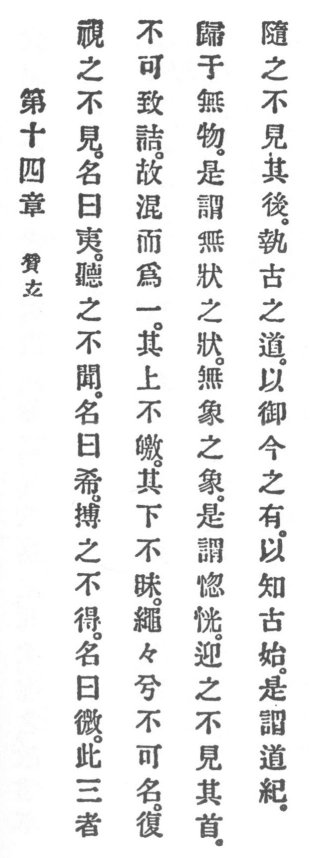 第十四章 贊玄
視之不見。名曰夷。聽之不聞。名曰希。搏之不得。名曰微。此三者
不可致詰。故混而爲一。其上不皦。其下不昧。繩々兮不可名。復
歸于無物。是謂無狀之狀。無象之象。是謂惚恍。迎之不見其首。
隨之不見其後。執古之道。以御今之有。以知古始。是謂道紀。